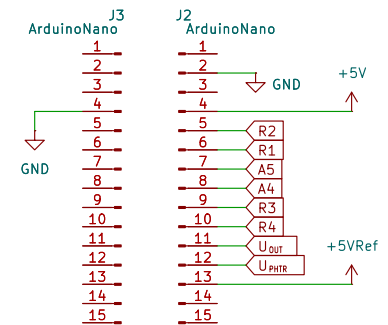 J3 J2
ArduinoNano ArduinoNano
1 1
2 2
3 3 GND +5V
4 4
5 5 R2
6 6 R1
GND 7 7 A5
8 8 A4
9 9 R3
10 10 R4
11 11 UOUT +5VRef
12 12 UPHTR
13 13
14 14
15 15